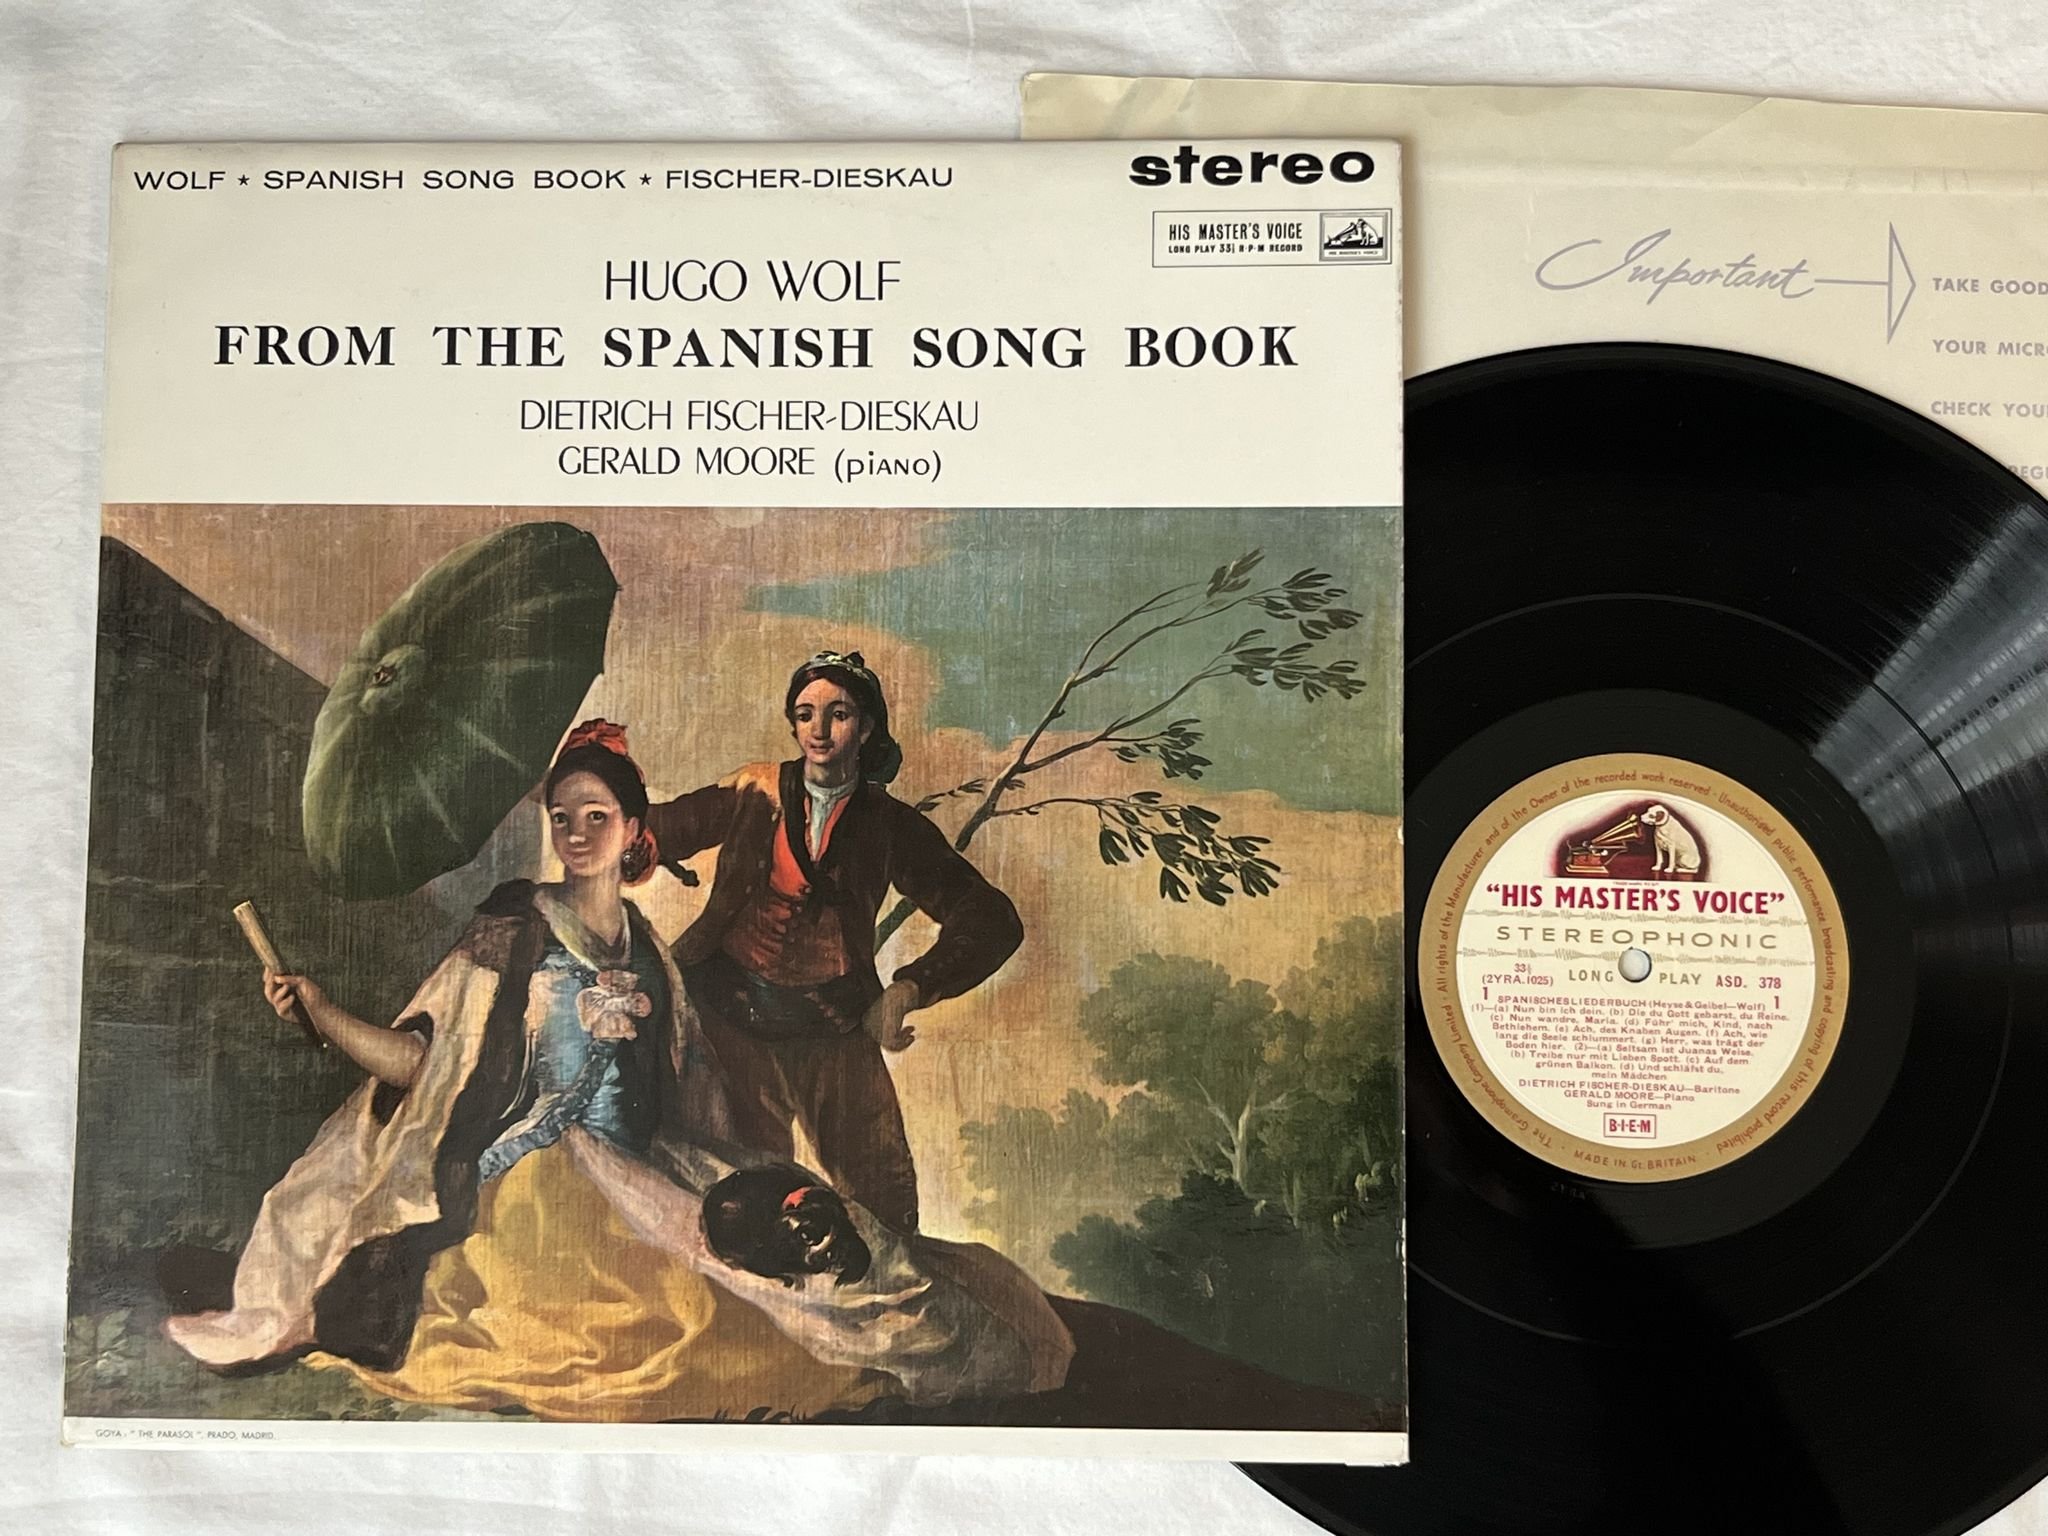 WOLF ★ SPANISH SONG BOOK ★ FISCHER-DIESKAU
stereo
HIS MASTER'S VOICE
LONG PLAY 33⅓ R·P·M RECORD
HIS MASTER'S VOICE
HUGO WOLF
FROM THE SPANISH SONG BOOK
DIETRICH FISCHER-DIESKAU
GERALD MOORE (piANO)
GOYA: "THE PARASOL", PRADO, MADRID.
Important
TAKE GOOD
YOUR MICR
CHECK YOU
The Gramophone Company Limited · All rights of the Manufacturer and of the Owner of the recorded work reserved · Unauthorised public performance broadcasting and copying of this record prohibited ·
"HIS MASTER'S VOICE"
STEREOPHONIC
33⅓
(2YRA.1025)
LONG PLAY
ASD. 378
1 1
SPANISCHESLIEDERBUCH (Heyse & Geibel—Wolf)
(1)—(a) Nun bin ich dein. (b) Die du Gott gebarst, du Reine.
(c) Nun wandre, Maria. (d) Führ' mich, Kind, nach
Bethlehem. (e) Ach, des Knaben Augen. (f) Ach, wie
lang die Seele schlummert. (g) Herr, was trägt der
Boden hier. (2)—(a) Seltsam ist Juanas Weise.
(b) Treibe nur mit Lieben Spott. (c) Auf dem
grünen Balkon. (d) Und schläfst du,
mein Mädchen
DIETRICH FISCHER-DIESKAU—Baritone
GERALD MOORE—Piano
Sung in German
B·I·E·M
MADE IN Gt. BRITAIN